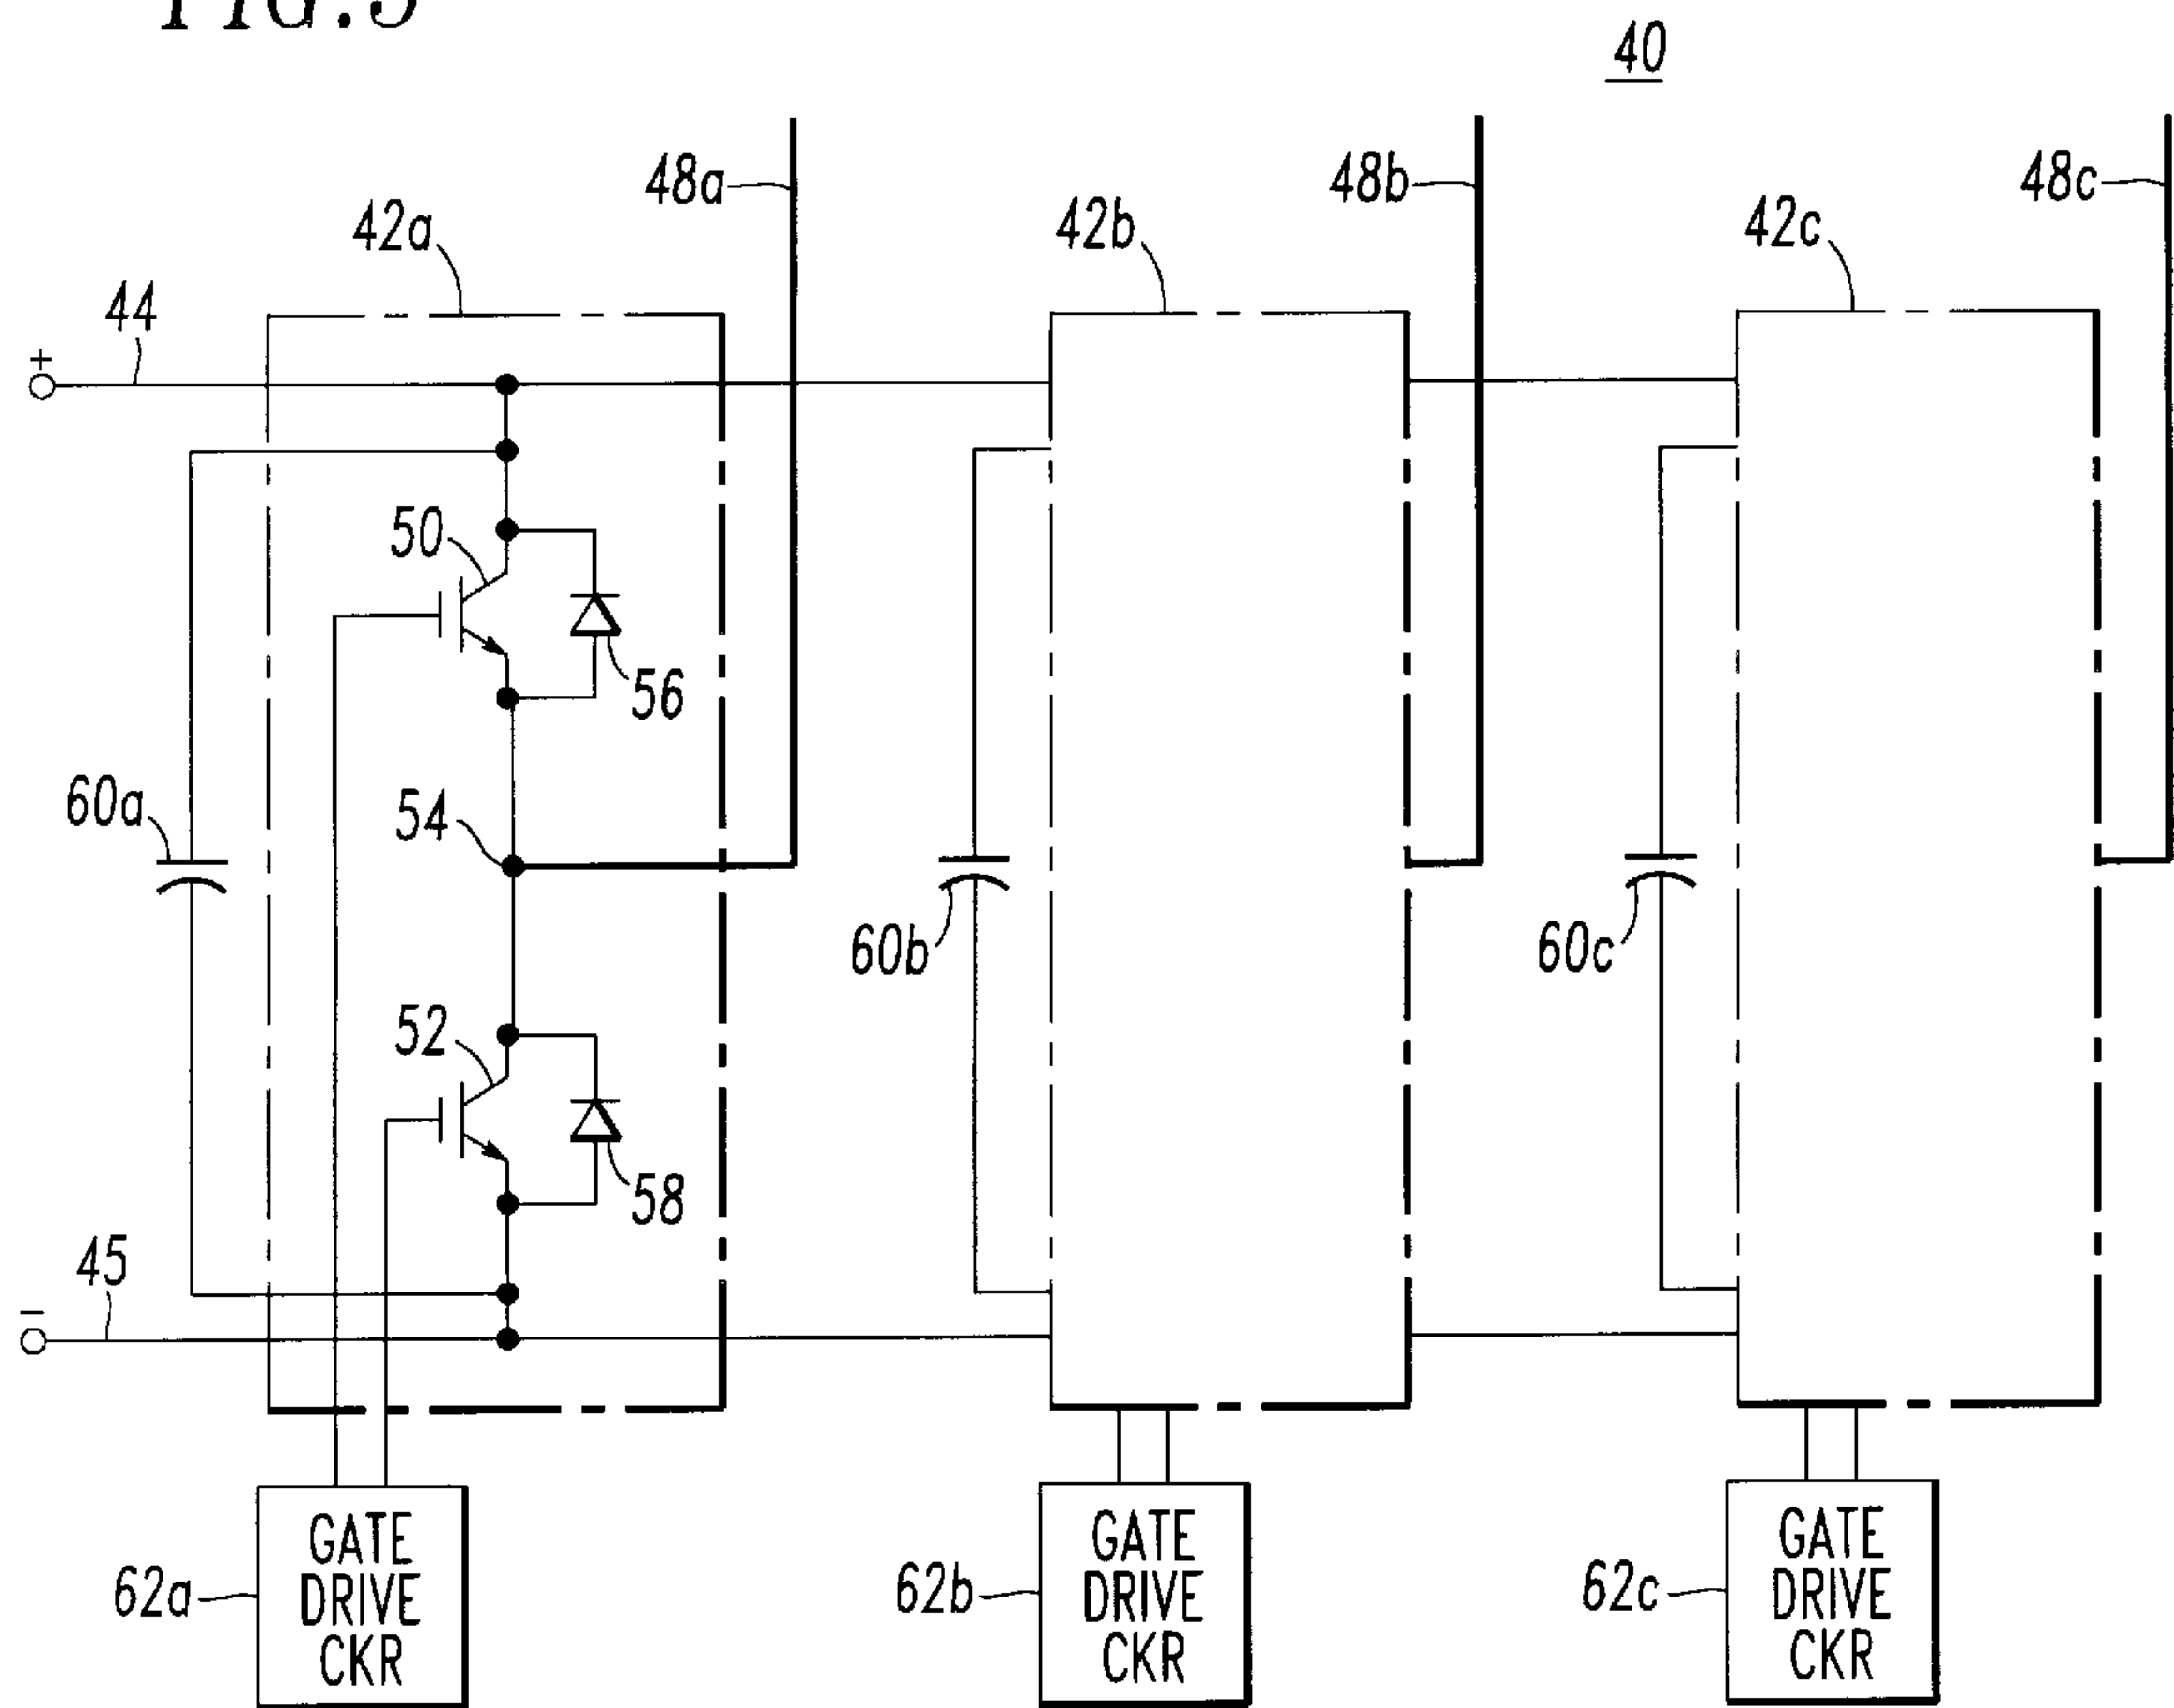 FIG.3
40
48a
48b
48c
42a
42b
42c
44
+
50
56
60a
54
60b
60c
52
58
45
−
GATE
DRIVE
CKR
62a
GATE
DRIVE
CKR
62b
GATE
DRIVE
CKR
62c